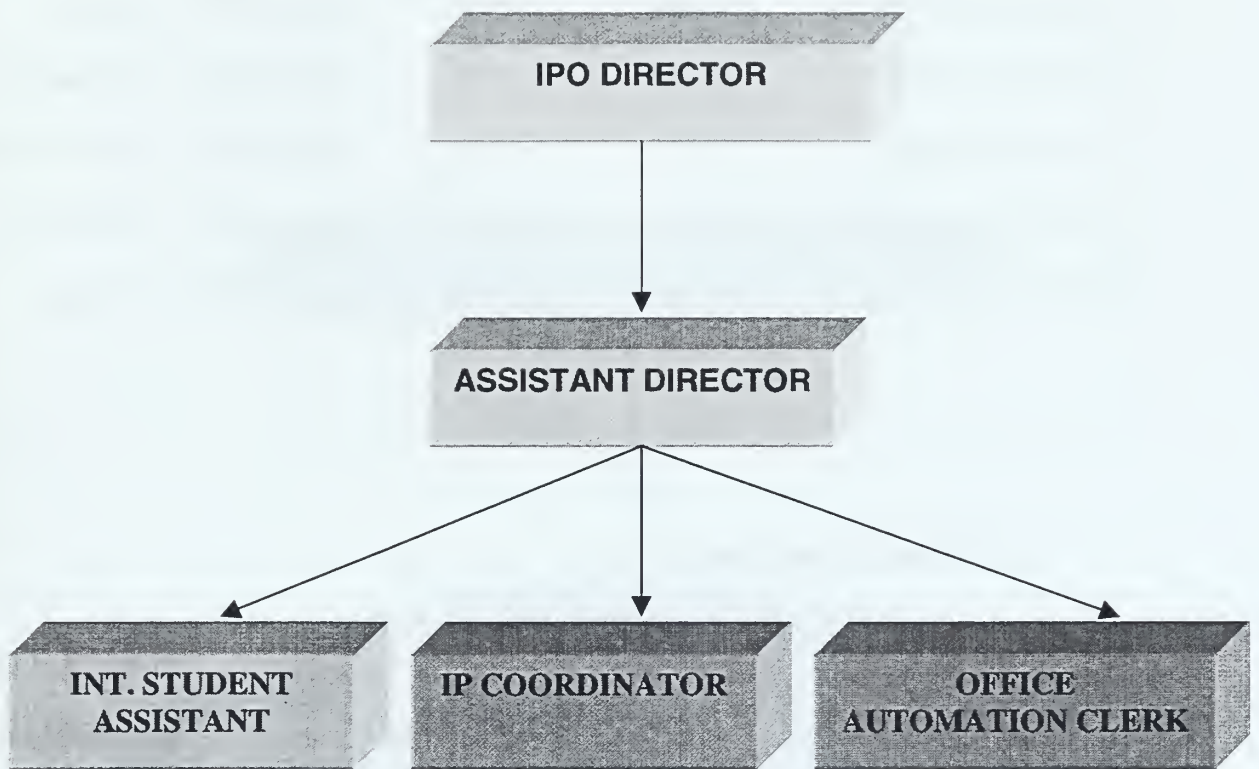 IPO DIRECTOR
ASSISTANT DIRECTOR
INT. STUDENT
ASSISTANT
IP COORDINATOR
OFFICE
AUTOMATION CLERK